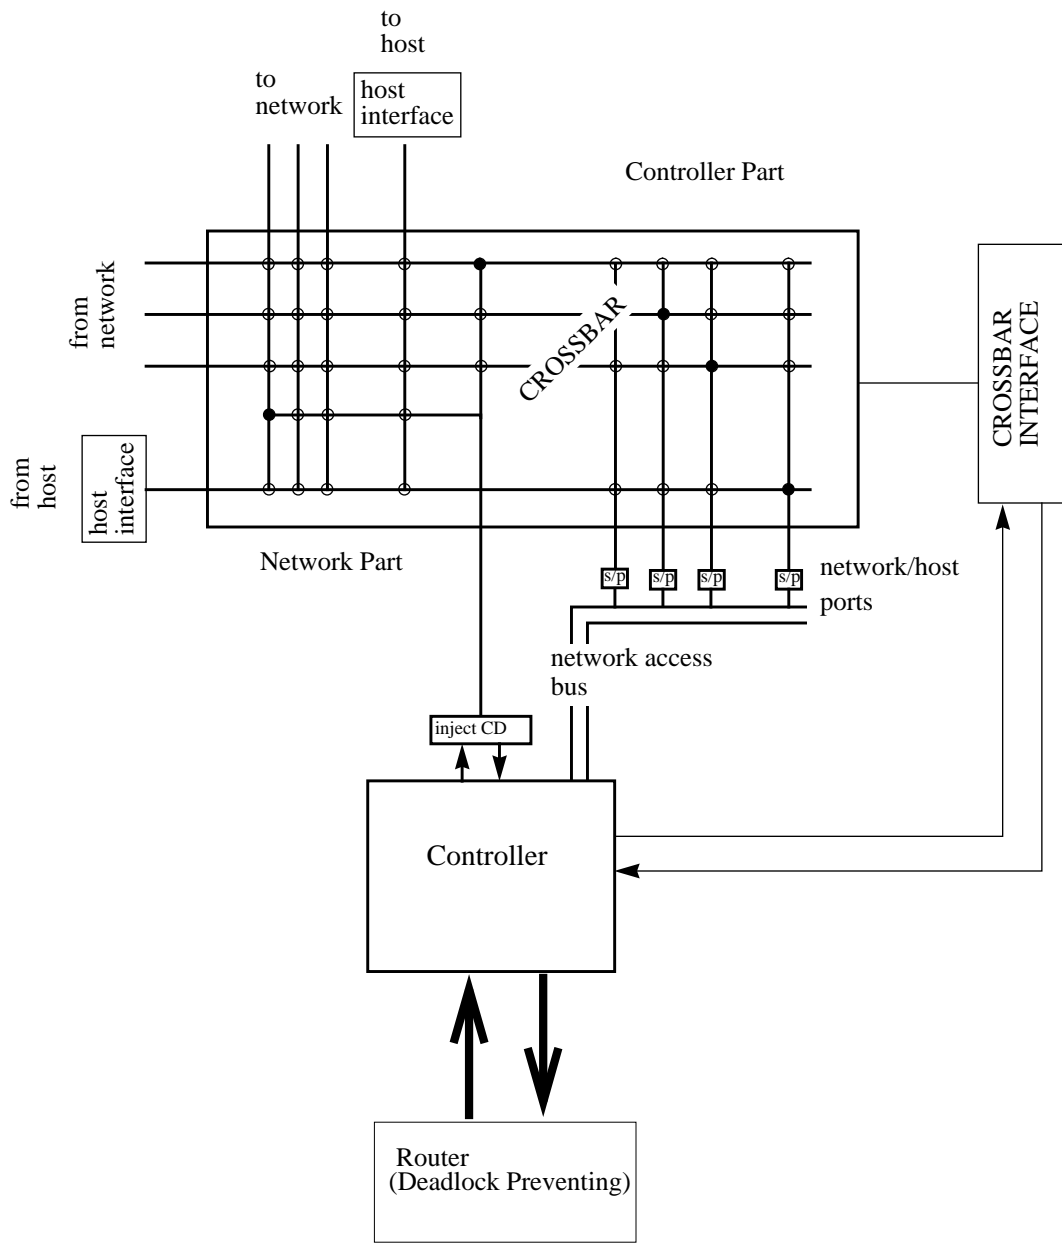 to
host
to
network
host
interface
Controller Part
from
network
CROSSBAR
CROSSBAR
INTERFACE
from
host
host
interface
Network Part
s/p
s/p
s/p
s/p
network/host
ports
network access
bus
inject CD
Controller
Router
(Deadlock Preventing)